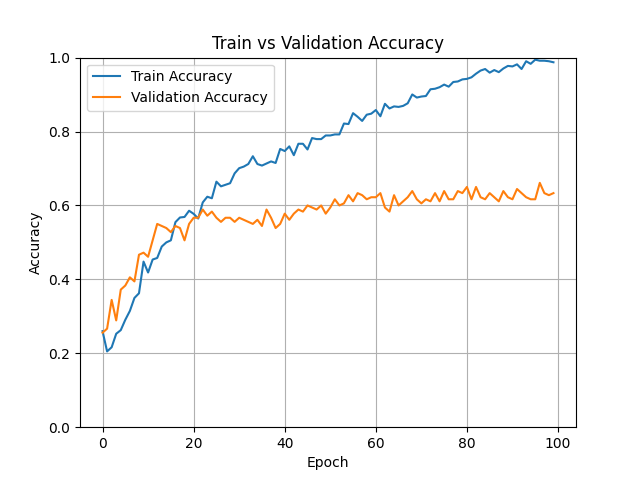 Train vs Validation Accuracy
Train Accuracy
Validation Accuracy
1.0
0.8
0.6
0.4
0.2
0.0
Accuracy
0 20 40 60 80 100
Epoch